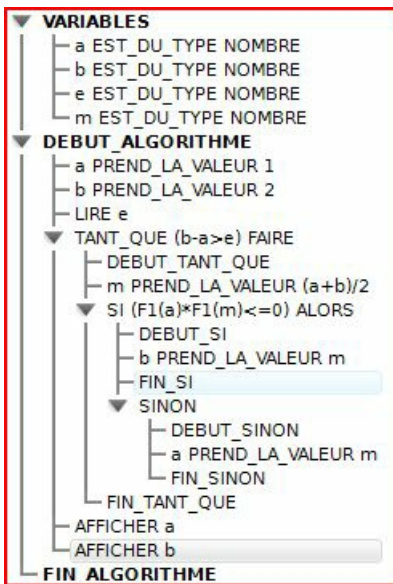 VARIABLES
a EST_DU_TYPE NOMBRE
b EST_DU_TYPE NOMBRE
e EST_DU_TYPE NOMBRE
m EST_DU_TYPE NOMBRE
DEBUT_ALGORITHME
a PREND_LA_VALEUR 1
b PREND_LA_VALEUR 2
LIRE e
TANT_QUE (b-a>e) FAIRE
DEBUT_TANT_QUE
m PREND_LA_VALEUR (a+b)/2
SI (F1(a)*F1(m)<=0) ALORS
DEBUT_SI
b PREND_LA_VALEUR m
FIN_SI
SINON
DEBUT_SINON
a PREND_LA_VALEUR m
FIN_SINON
FIN_TANT_QUE
AFFICHER a
AFFICHER b
FIN_ALGORITHME